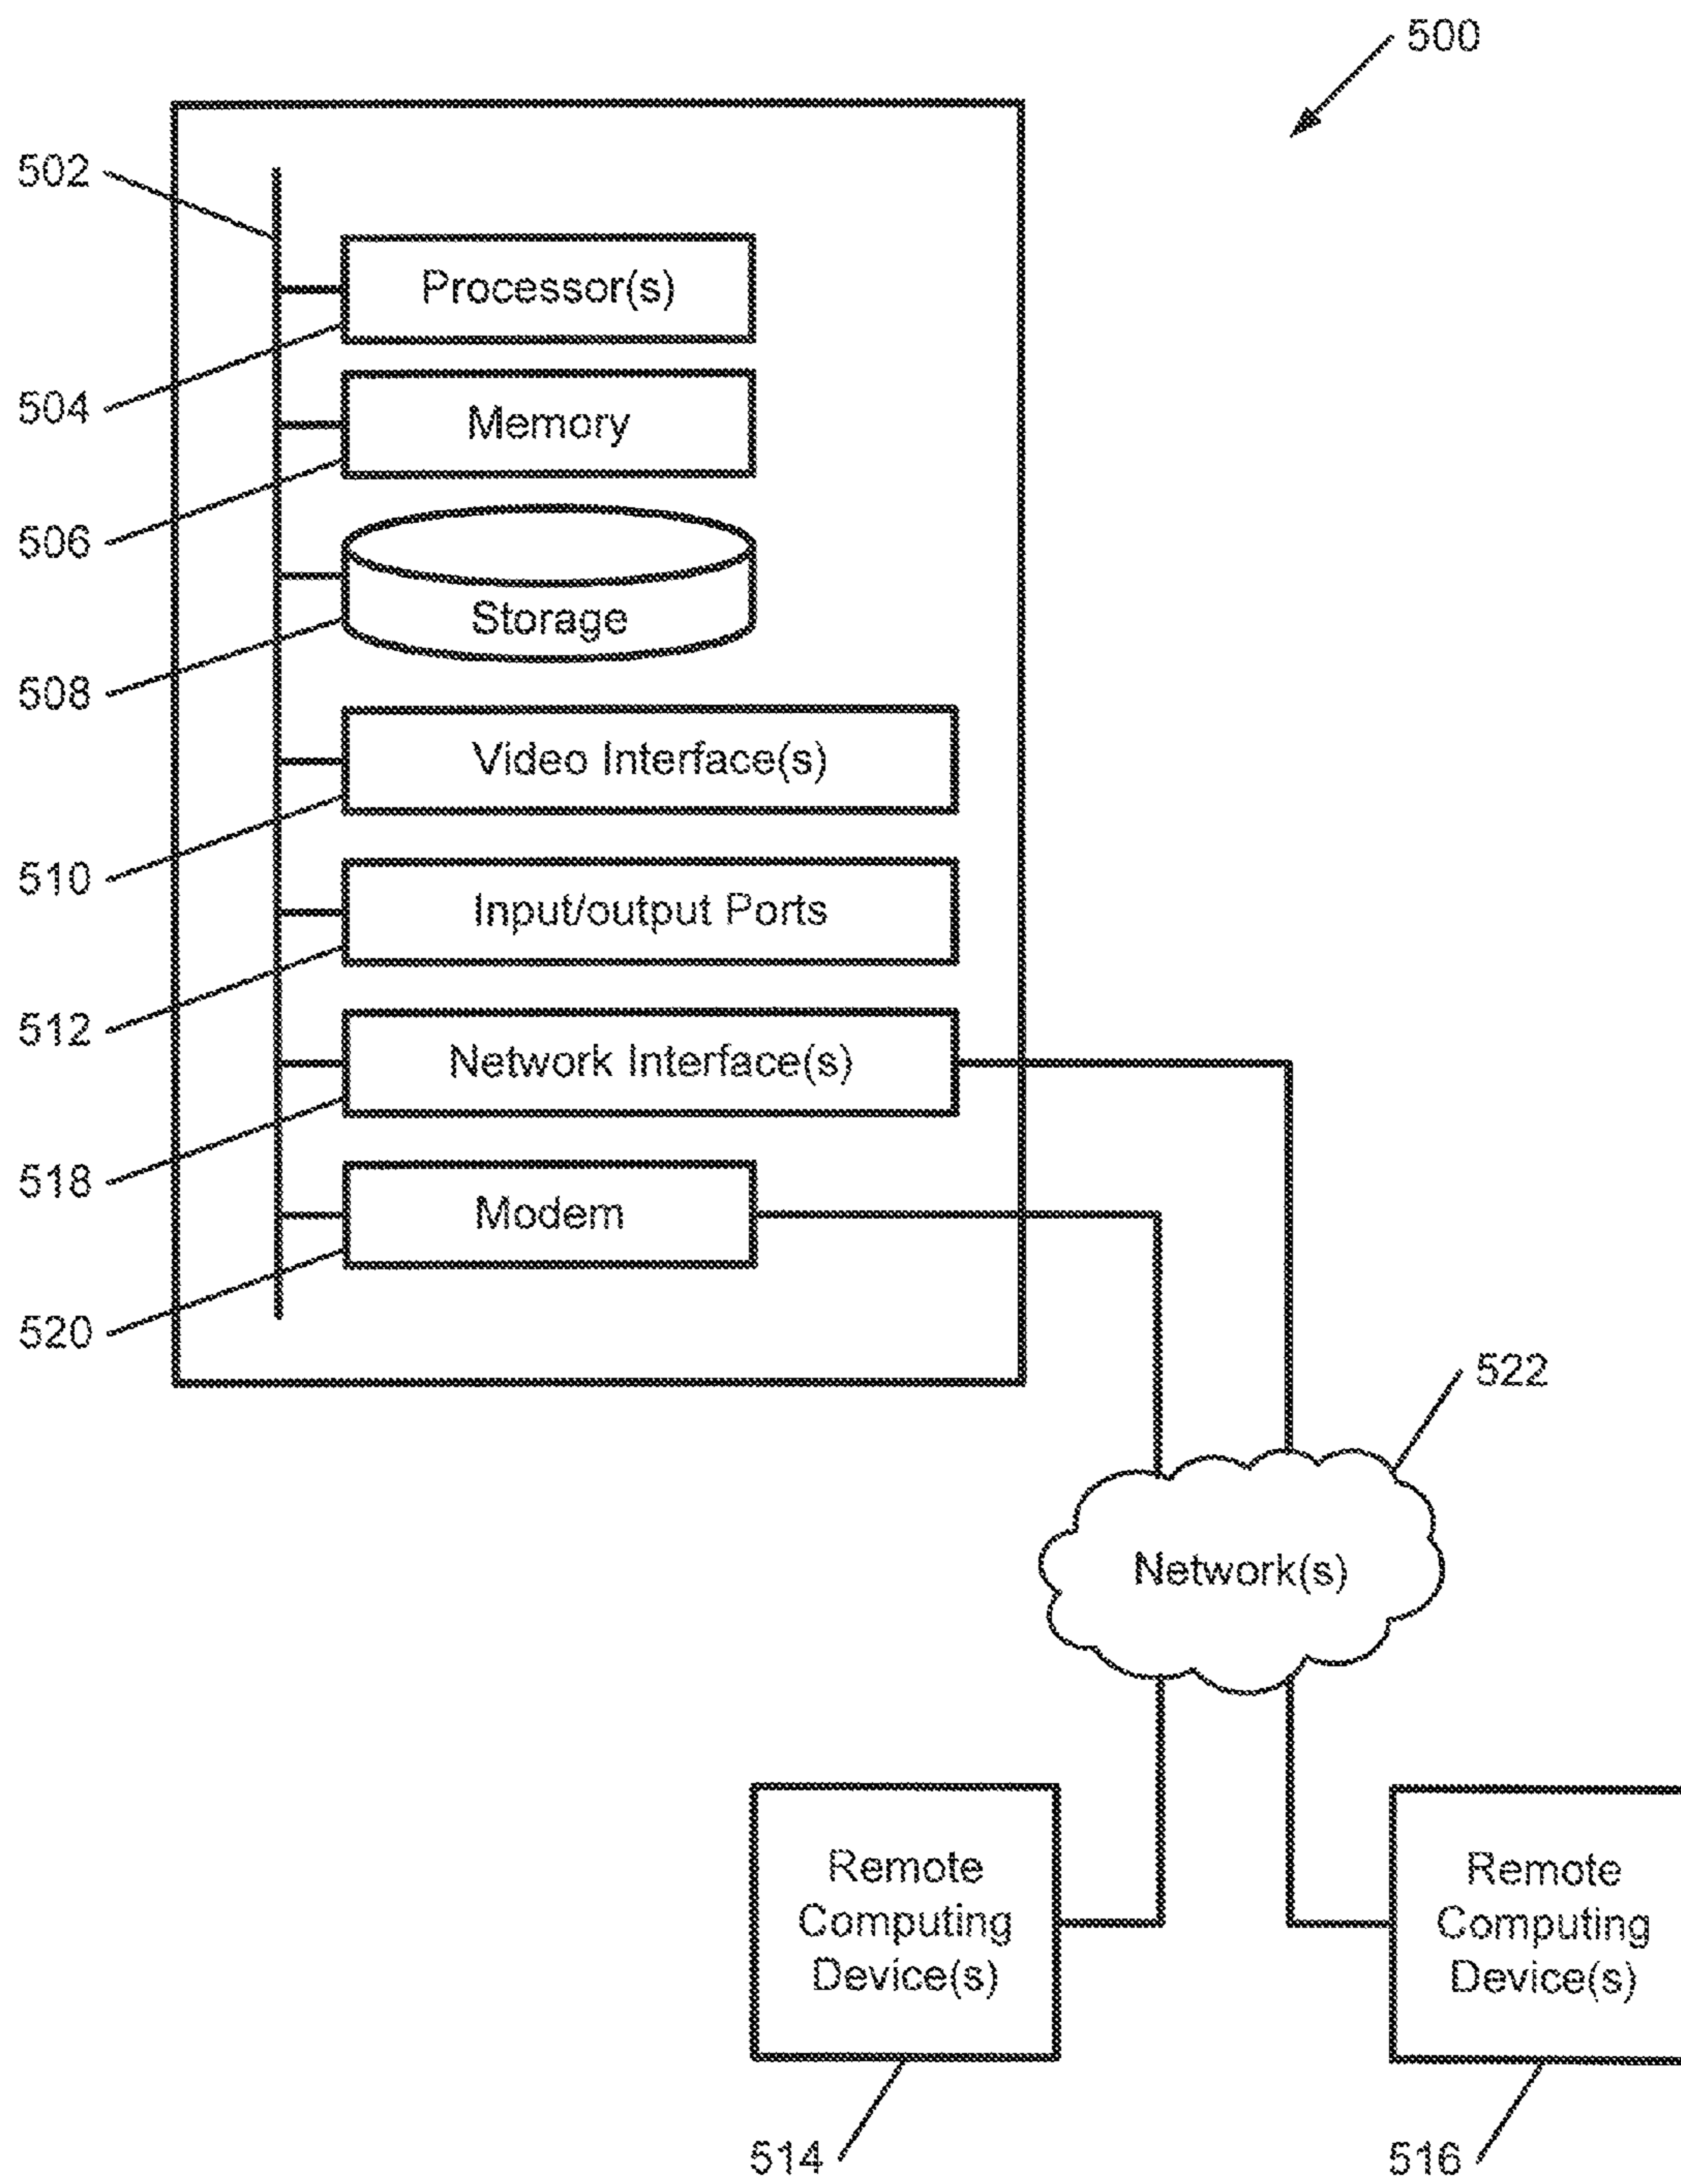 500
502
Processor(s)
504
Memory
506
Storage
508
Video Interface(s)
510
Input/output Ports
512
Network Interface(s)
518
Modem
520
522
Network(s)
Remote
Computing
Device(s)
Remote
Computing
Device(s)
514
516